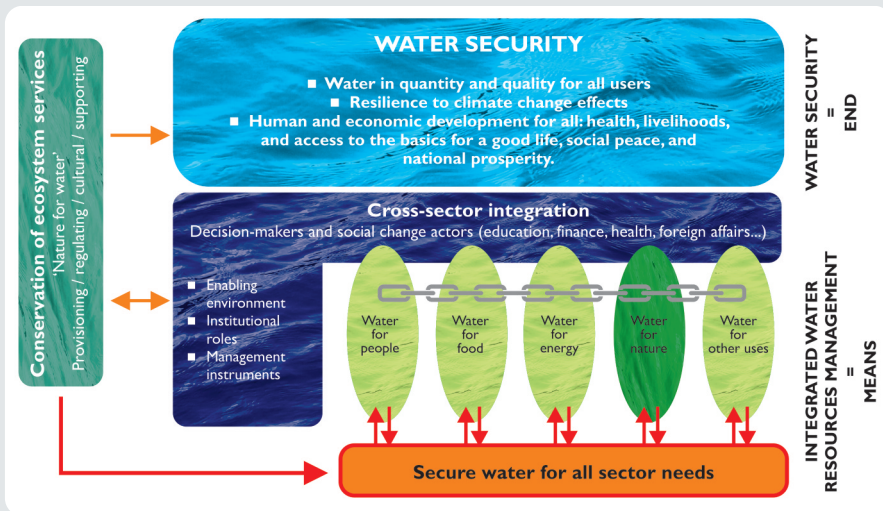 WATER SECURITY
■ Water in quantity and quality for all users
■ Resilience to climate change effects
■ Human and economic development for all: health, livelihoods,
and access to the basics for a good life, social peace, and
national prosperity.
Conservation of ecosystem services
'Nature for water'
Provisioning / regulating / cultural / supporting
Cross-sector integration
Decision-makers and social change actors (education, finance, health, foreign affairs...)
■ Enabling
environment
■ Institutional
roles
■ Management
instruments
Water
for
people
Water
for
food
Water
for
energy
Water
for
nature
Water
for
other uses
Secure water for all sector needs
WATER SECURITY
=
END
INTEGRATED WATER
RESOURCES MANAGEMENT
=
MEANS